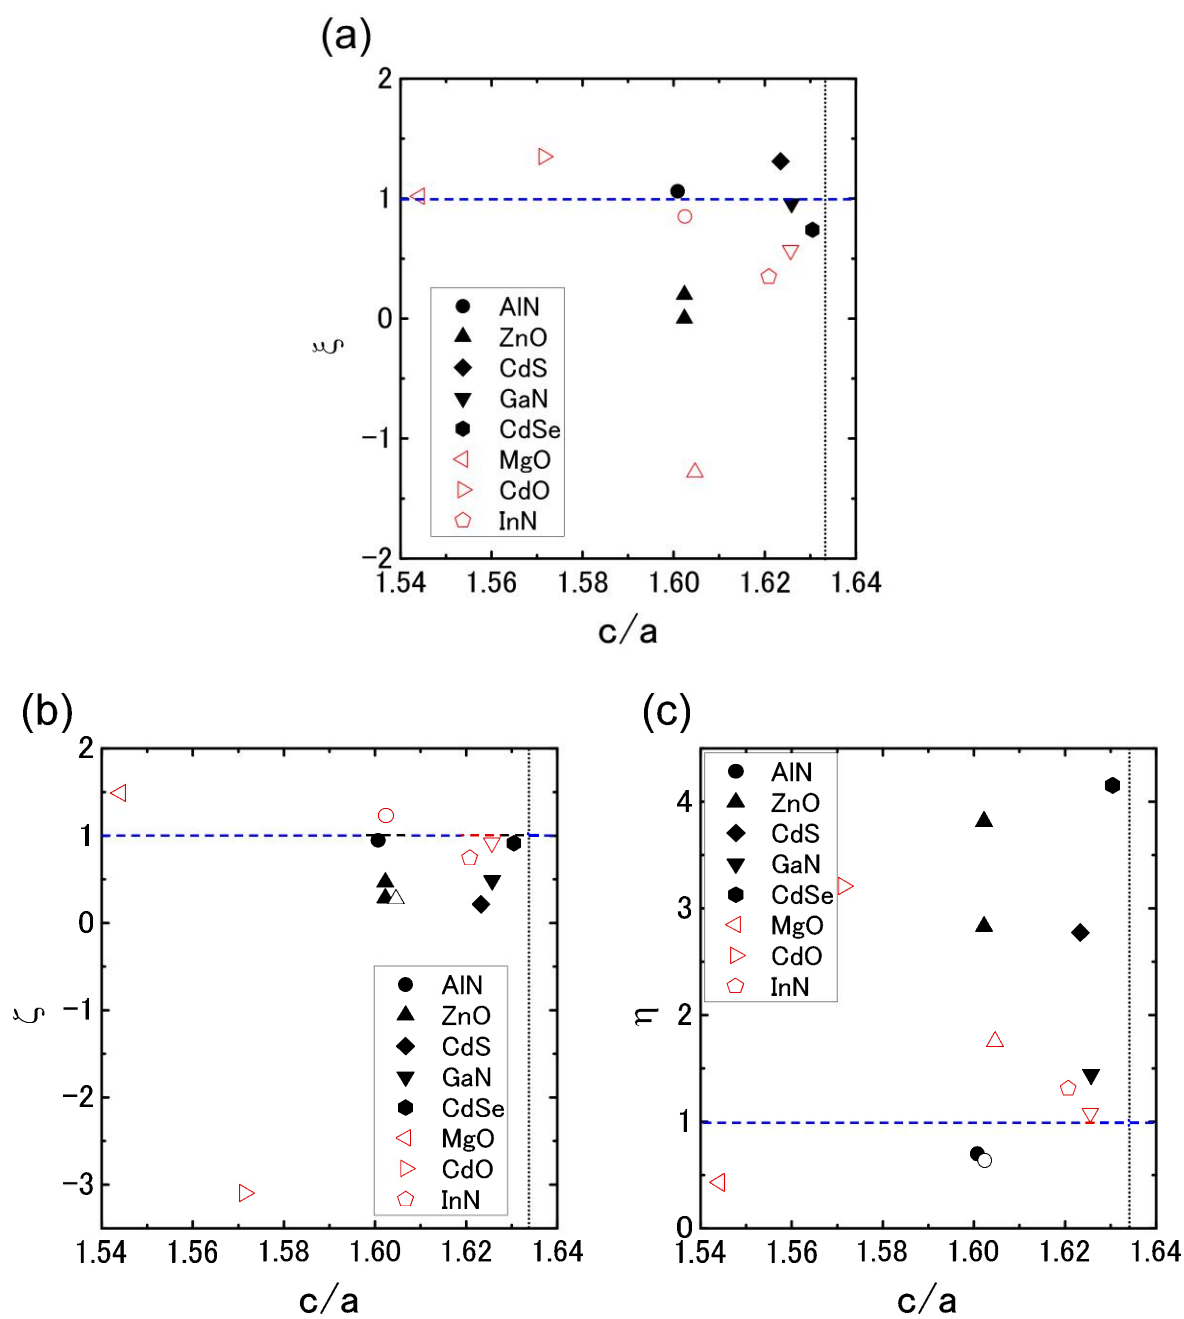 (a)
2
1
0
−1
−2
ξ
AlN
ZnO
CdS
GaN
CdSe
MgO
CdO
InN
1.54 1.56 1.58 1.60 1.62 1.64
c/a
(b)
2
1
0
−1
−2
−3
ζ
AlN
ZnO
CdS
GaN
CdSe
MgO
CdO
InN
1.54 1.56 1.58 1.60 1.62 1.64
c/a
(c)
4
3
2
1
0
η
AlN
ZnO
CdS
GaN
CdSe
MgO
CdO
InN
1.54 1.56 1.58 1.60 1.62 1.64
c/a